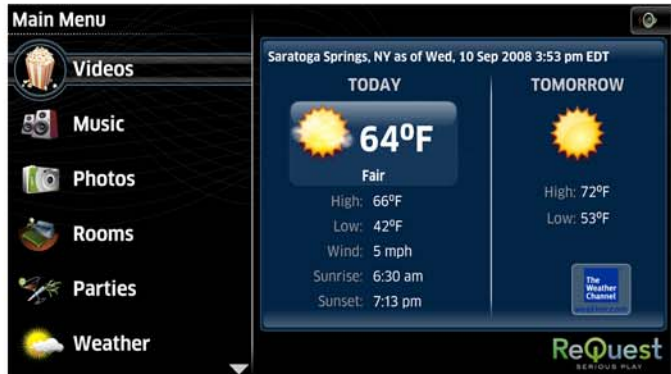 Main Menu
Videos
Music
Photos
Rooms
Parties
Weather
Saratoga Springs, NY as of Wed, 10 Sep 2008 3:53 pm EDT
TODAY
64ºF
Fair
High: 66ºF
Low: 42ºF
Wind: 5 mph
Sunrise: 6:30 am
Sunset: 7:13 pm
TOMORROW
High: 72ºF
Low: 53ºF
The
Weather
Channel
weather.com
ReQuest
SERIOUS PLAY